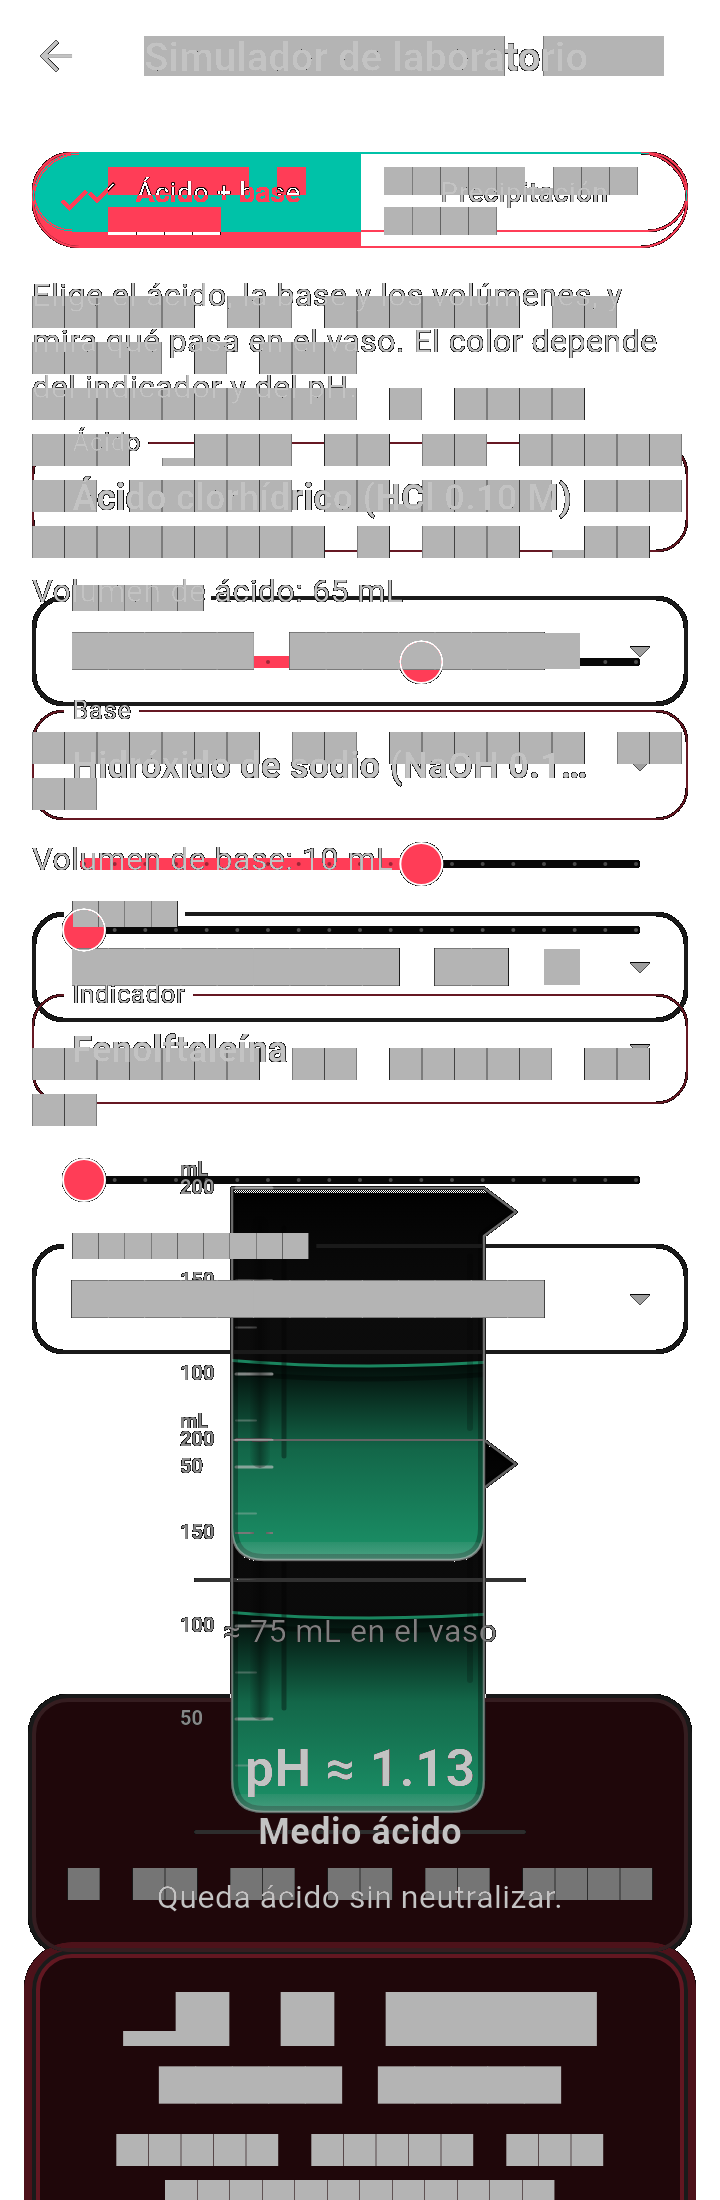 Simulador de laboratorio
Ácido + base
Precipitación
Elige el ácido, la base y los volúmenes, y
mira qué pasa en el vaso. El color depende
del indicador y del pH.
Ácido
Ácido clorhídrico (HCl 0.10 M)
Volumen de ácido: 65 mL
Base
Hidróxido de sodio (NaOH 0.1…
Volumen de base: 10 mL
Indicador
Fenolftaleína
mL
200
150
100
mL
200
50
150
100
≈ 75 mL en el vaso
50
pH ≈ 1.13
Medio ácido
Queda ácido sin neutralizar.